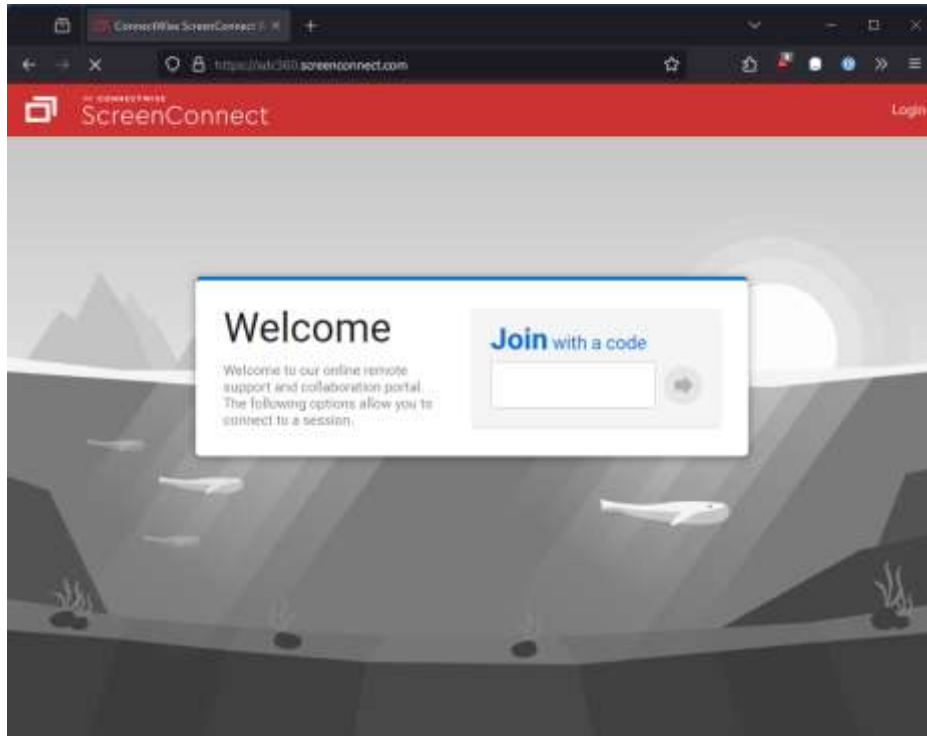 ConnectWise ScreenConnect
screenconnect.com
CONNECTWISE
ScreenConnect
Login
Welcome
Welcome to our online remote
support and collaboration portal.
The following options allow you to
connect to a session.
Join with a code